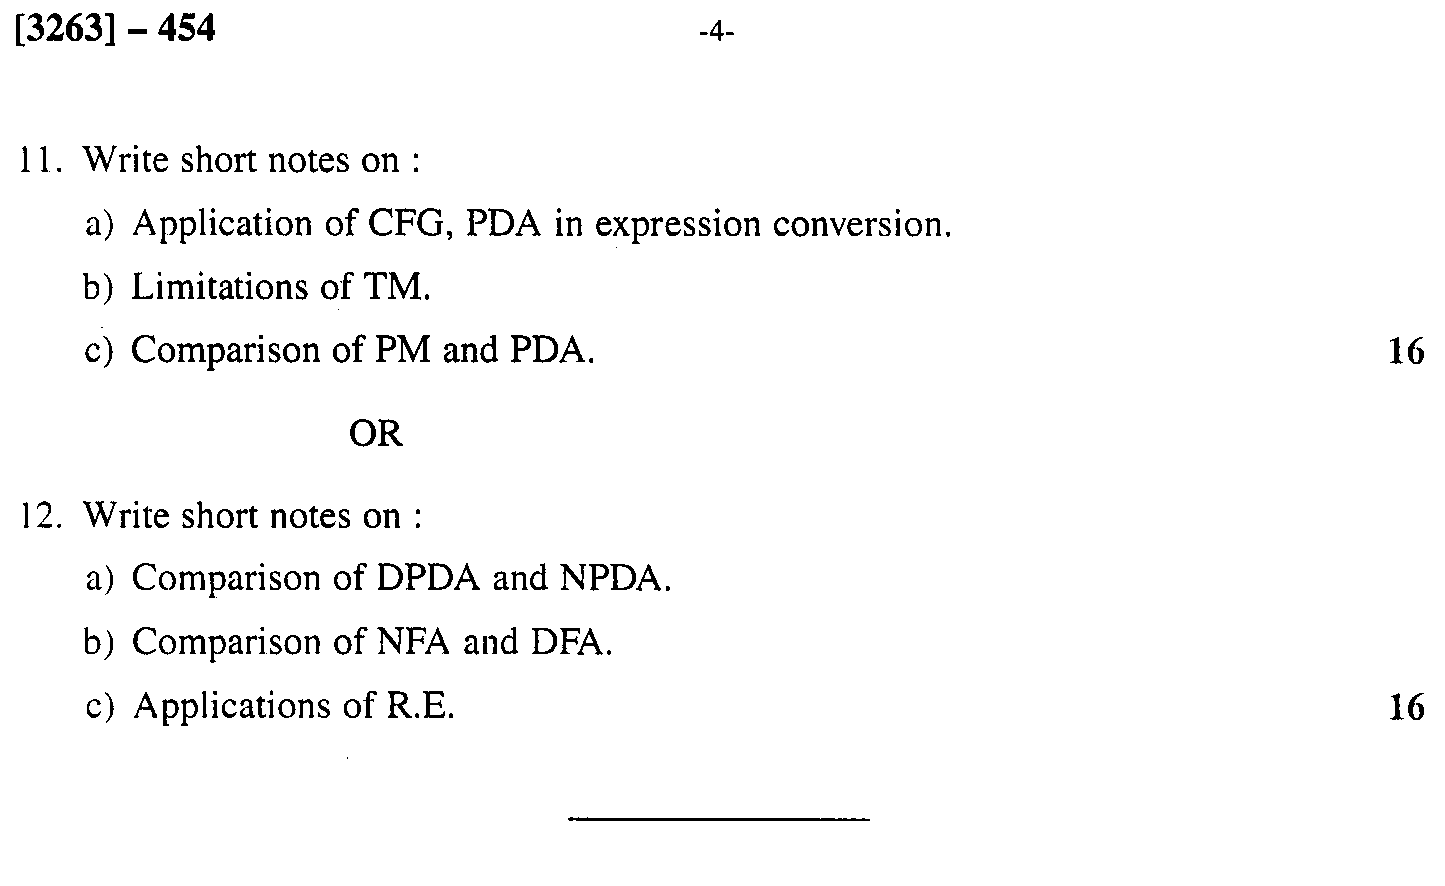 [3263] – 454 -4-
11. Write short notes on :
a) Application of CFG, PDA in expression conversion.
b) Limitations of TM.
c) Comparison of PM and PDA. 16
OR
12. Write short notes on :
a) Comparison of DPDA and NPDA.
b) Comparison of NFA and DFA.
c) Applications of R.E. 16